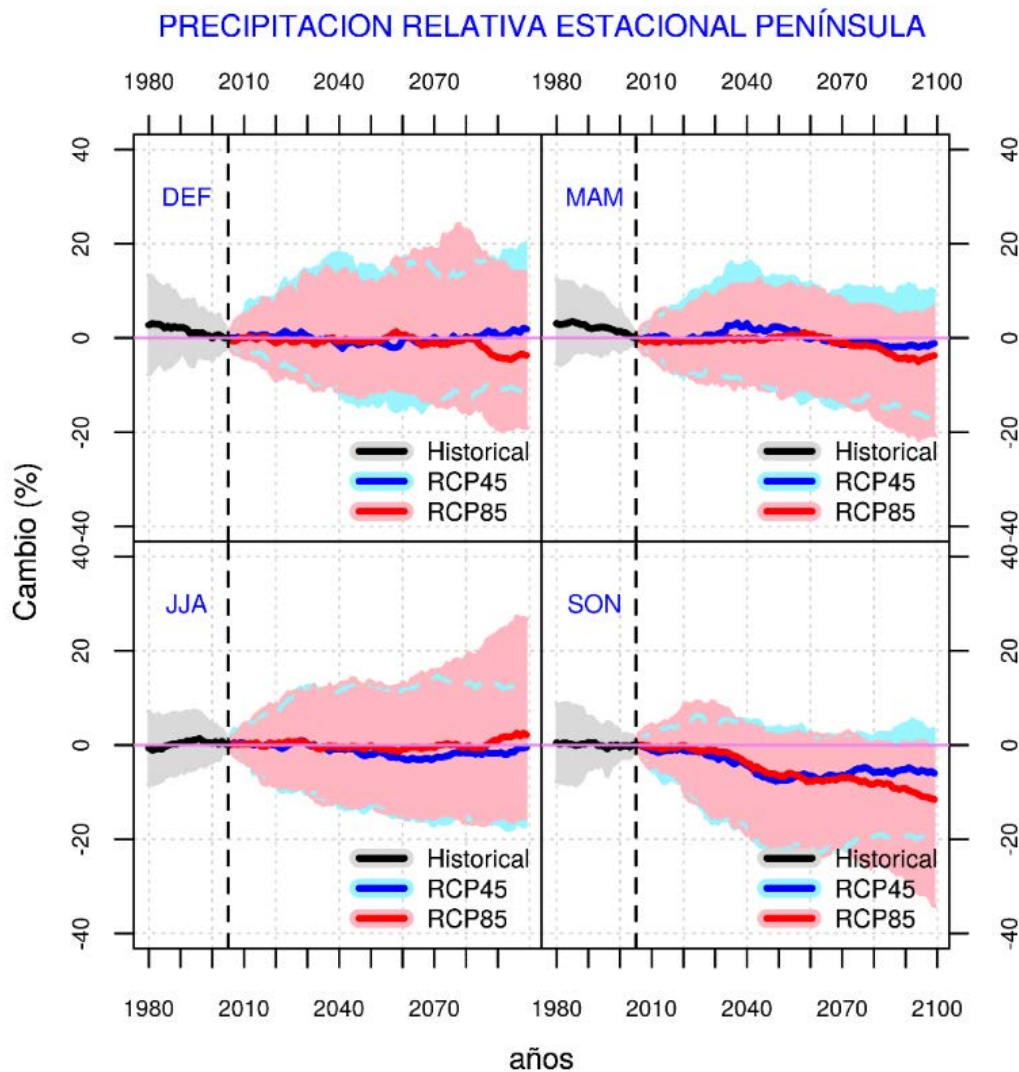 PRECIPITACION RELATIVA ESTACIONAL PENÍNSULA
1980 2010 2040 2070 1980 2010 2040 2070 2100
Cambio (%)
40 20 0 -20 -40
DEF
Historical
RCP45
RCP85
MAM
Historical
RCP45
RCP85
40 20 0 -20 -40
40 20 0 -20 -40
JJA
Historical
RCP45
RCP85
SON
Historical
RCP45
RCP85
40 20 0 -20 -40
1980 2010 2040 2070 1980 2010 2040 2070 2100
años